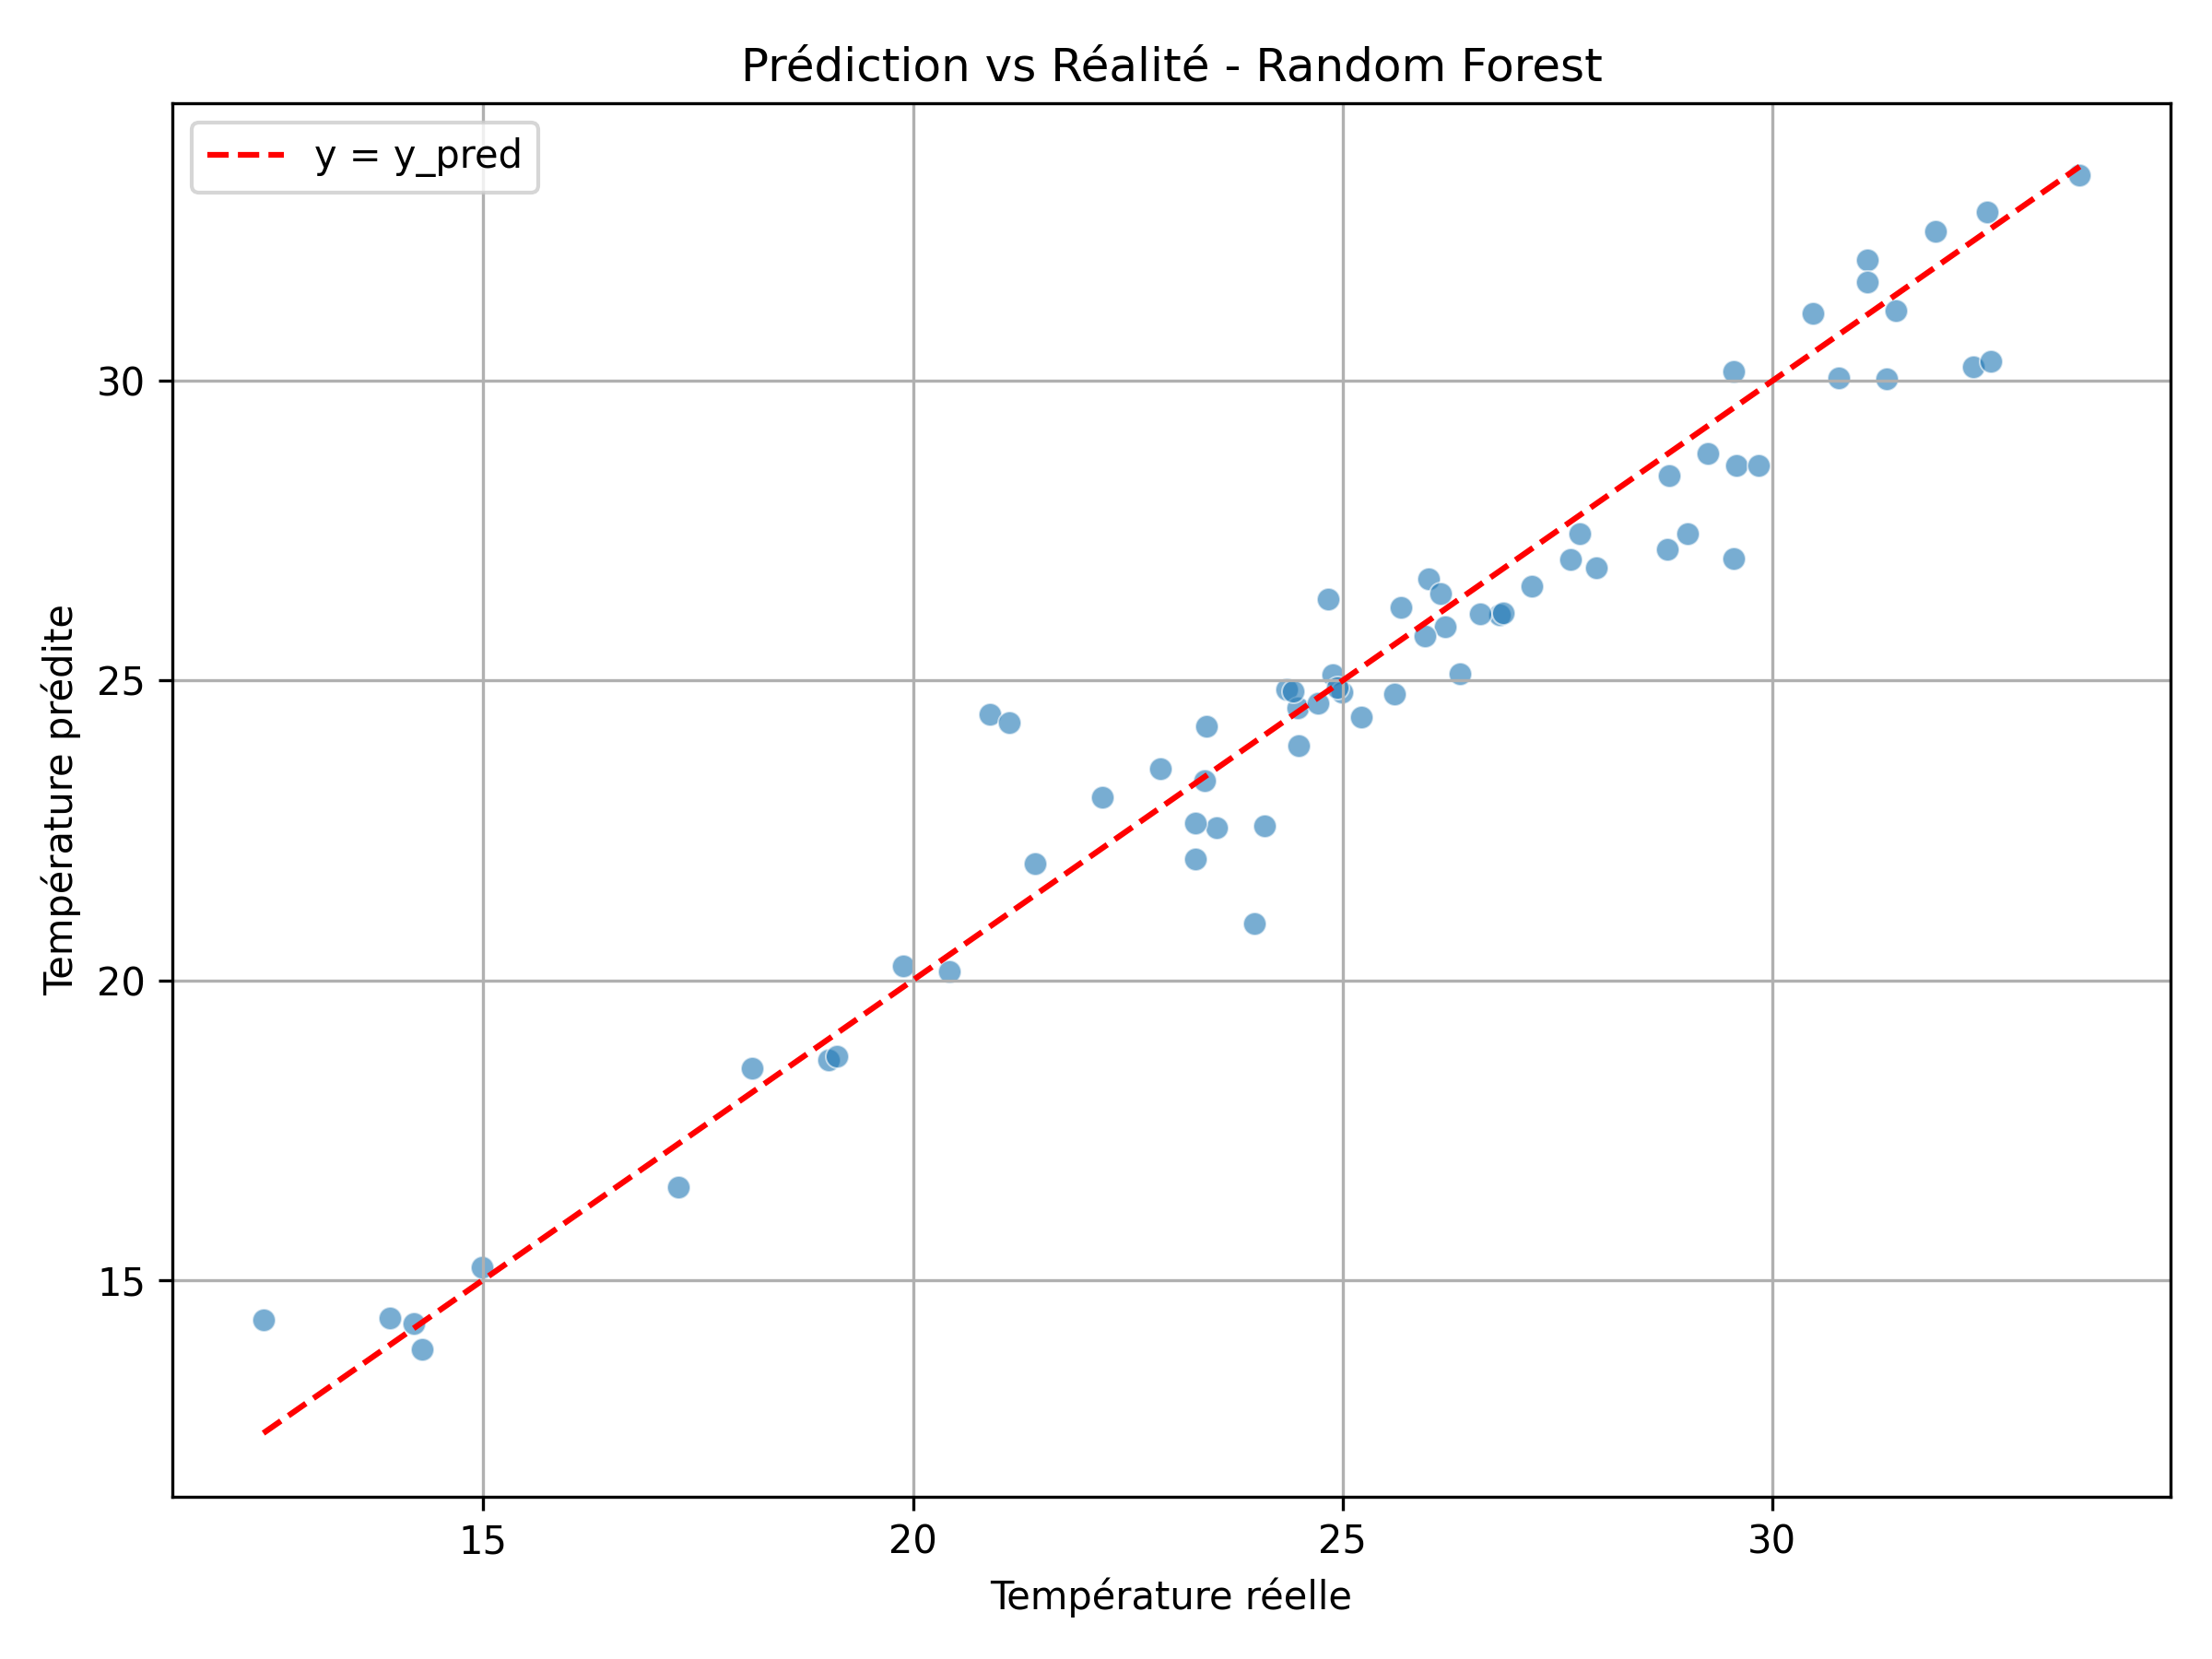 Prédiction vs Réalité - Random Forest
y = y_pred
Température prédite
30
25
20
15
15
20
25
30
Température réelle